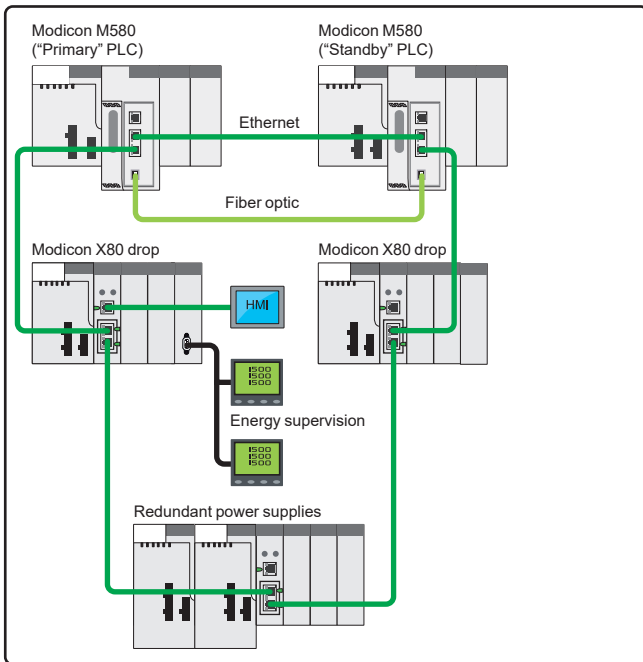 Modicon M580
(“Primary” PLC)
Modicon M580
(“Standby” PLC)
Ethernet
Fiber optic
Modicon X80 drop
Modicon X80 drop
HMI
1500
1500
1500
Energy supervision
1500
1500
1500
Redundant power supplies